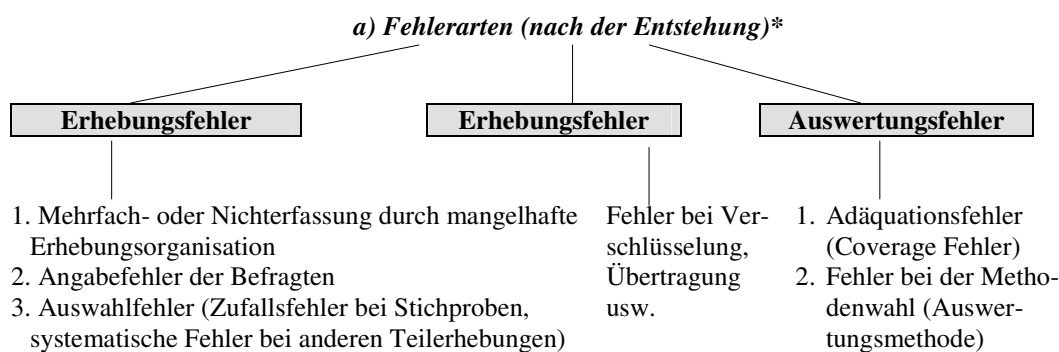 a) Fehlerarten (nach der Entstehung)*
Erhebungsfehler
Erhebungsfehler
Auswertungsfehler
1. Mehrfach- oder Nichterfassung durch mangelhafte
Erhebungsorganisation
2. Angabefehler der Befragten
3. Auswahlfehler (Zufallsfehler bei Stichproben,
systematische Fehler bei anderen Teilerhebungen)
Fehler bei Ver-
schlüsselung,
Übertragung
usw.
1. Adäquationsfehler
(Coverage Fehler)
2. Fehler bei der Metho-
denwahl (Auswer-
tungsmethode)